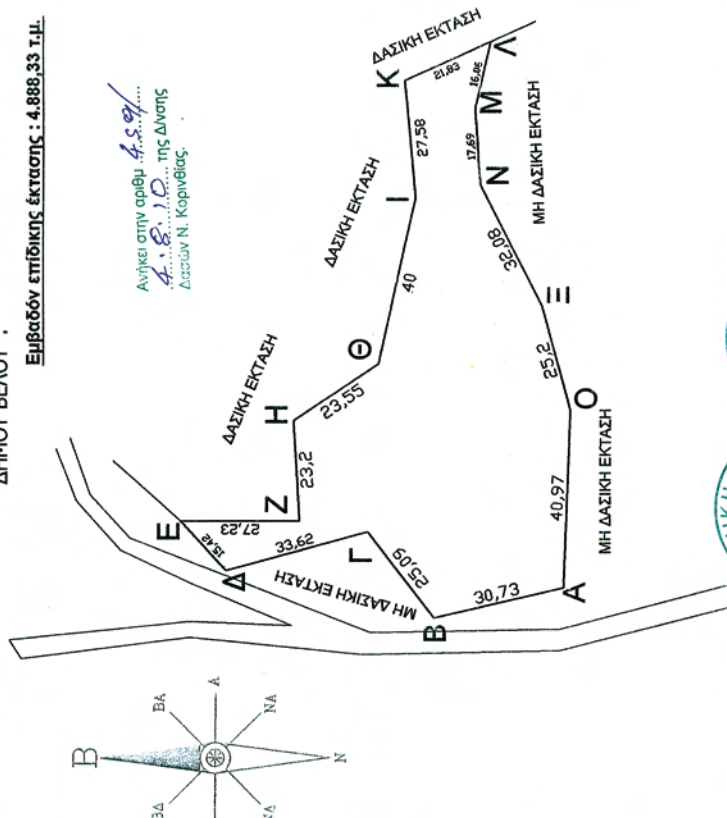 ΔΗΜΟΥ ΒΕΛΟΥ .
Εμβαδόν επίδικης έκτασης : 4.888,33 τ.μ.
Ανήκει στην αριθμ 4591
4.8.10 της Δ/νσης
Δασών Ν. Κορινθίας.
Β
ΒΑ
Α
ΝΑ
Ν
ΝΔ
ΒΔ
ΔΑΣΙΚΗ ΕΚΤΑΣΗ
Κ
21,83
Λ
16,06
Μ
17,69
Ν
ΜΗ ΔΑΣΙΚΗ ΕΚΤΑΣΗ
27,58
Ι
ΔΑΣΙΚΗ ΕΚΤΑΣΗ
40
Θ
32,08
Ξ
23,55
25,2
ΔΑΣΙΚΗ ΕΚΤΑΣΗ
Η
Ο
23,2
Ζ
27,23
Ε
15,42
Δ
33,62
Γ
ΜΗ ΔΑΣΙΚΗ ΕΚΤΑΣΗ
25,09
Β
30,73
Α
40,97
ΜΗ ΔΑΣΙΚΗ ΕΚΤΑΣΗ